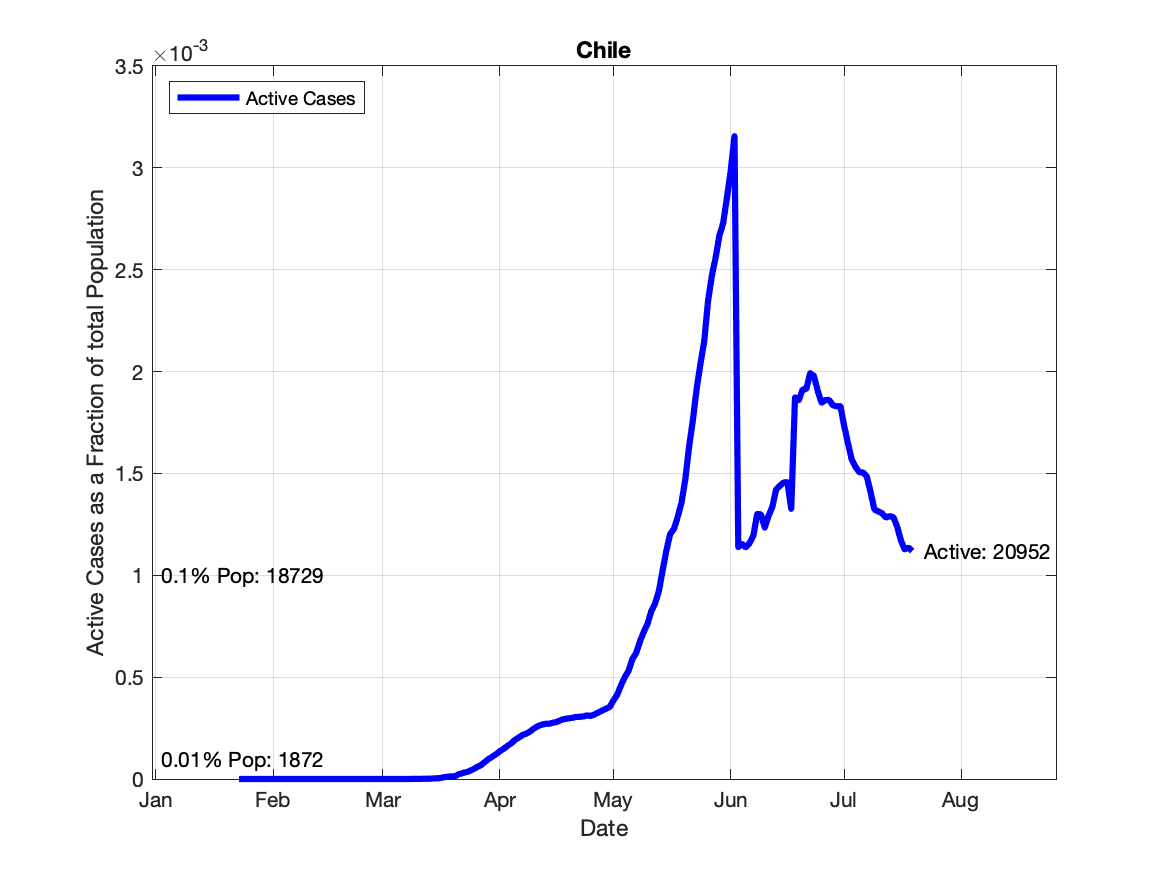 Chile
×10-3
3.5
3
2.5
2
1.5
1
0.5
0
Active Cases as a Fraction of total Population
Active Cases
Active: 20952
0.1% Pop: 18729
0.01% Pop: 1872
Jan Feb Mar Apr May Jun Jul Aug
Date